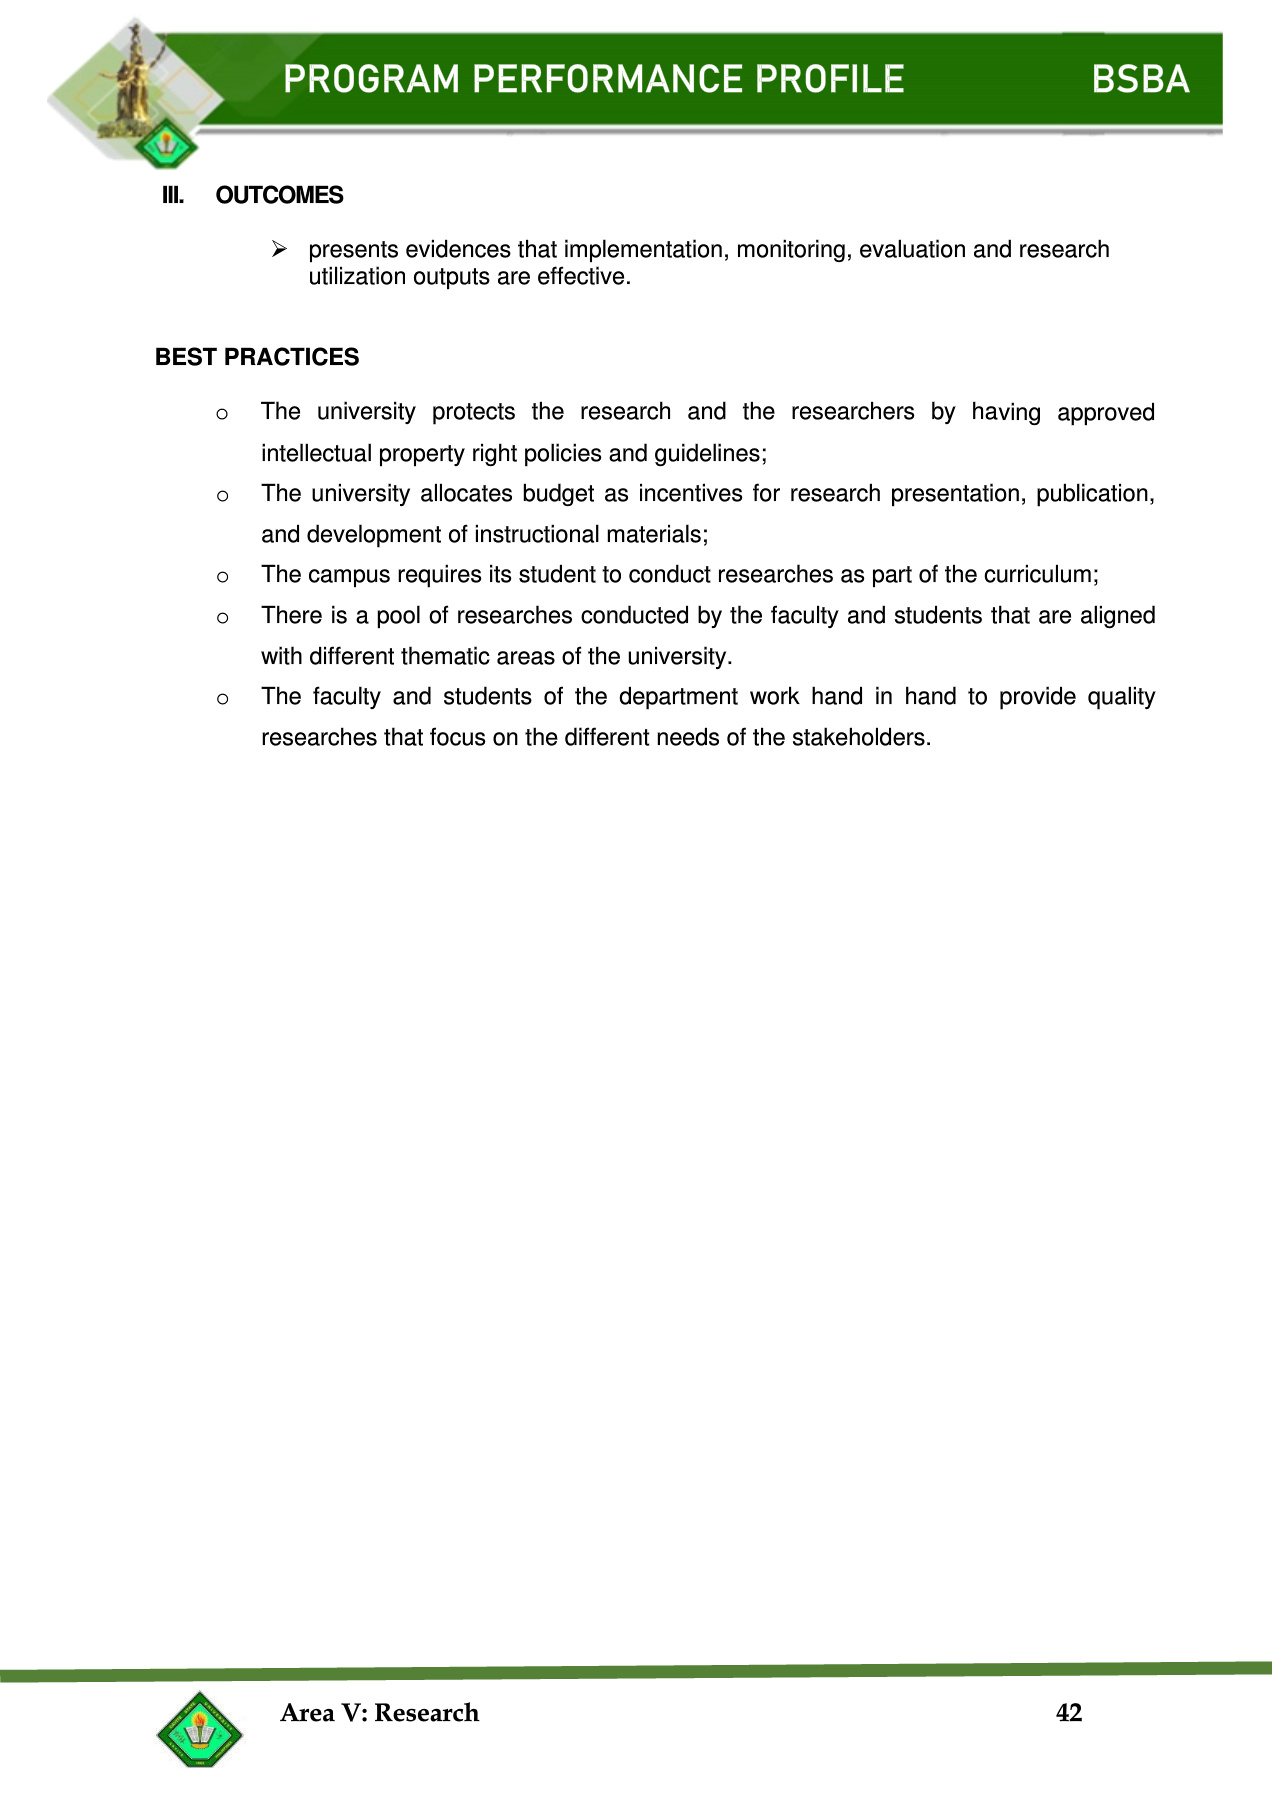 PROGRAM PERFORMANCE PROFILE BSBA
III. OUTCOMES
➢ presents evidences that implementation, monitoring, evaluation and research
utilization outputs are effective.
BEST PRACTICES
o The university protects the research and the researchers by having approved
intellectual property right policies and guidelines;
o The university allocates budget as incentives for research presentation, publication,
and development of instructional materials;
o The campus requires its student to conduct researches as part of the curriculum;
o There is a pool of researches conducted by the faculty and students that are aligned
with different thematic areas of the university.
o The faculty and students of the department work hand in hand to provide quality
researches that focus on the different needs of the stakeholders.
Area V: Research 42